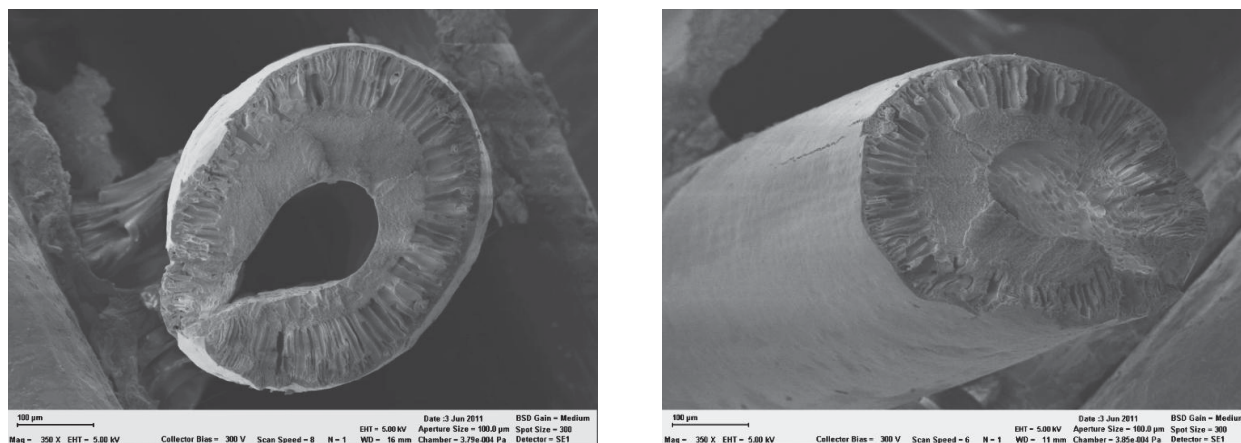 100 µm
Date :3 Jun 2011 BSD Gain = Medium
EHT = 5.00 kV Aperture Size = 100.0 µm Spot Size = 300
Mag = 350 X EHT = 5.00 kV Collector Bias = 300 V Scan Speed = 8 N = 1 WD = 16 mm Chamber = 3.79e-004 Pa Detector = SE1
100 µm
Date :3 Jun 2011 BSD Gain = Medium
EHT = 5.00 kV Aperture Size = 100.0 µm Spot Size = 300
Mag = 350 X EHT = 5.00 kV Collector Bias = 300 V Scan Speed = 6 N = 1 WD = 11 mm Chamber = 3.85e-004 Pa Detector = SE1